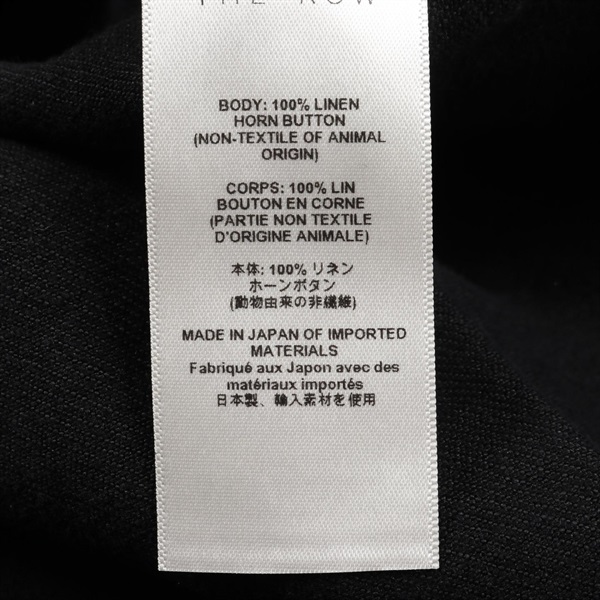 THE ROW
BODY: 100% LINEN
HORN BUTTON
(NON-TEXTILE OF ANIMAL
ORIGIN)
CORPS: 100% LIN
BOUTON EN CORNE
(PARTIE NON TEXTILE
D'ORIGINE ANIMALE)
本体: 100% リネン
ホーンボタン
(動物由来の非繊維)
MADE IN JAPAN OF IMPORTED
MATERIALS
Fabriqué aux Japon avec des
matériaux importés
日本製、輸入素材を使用